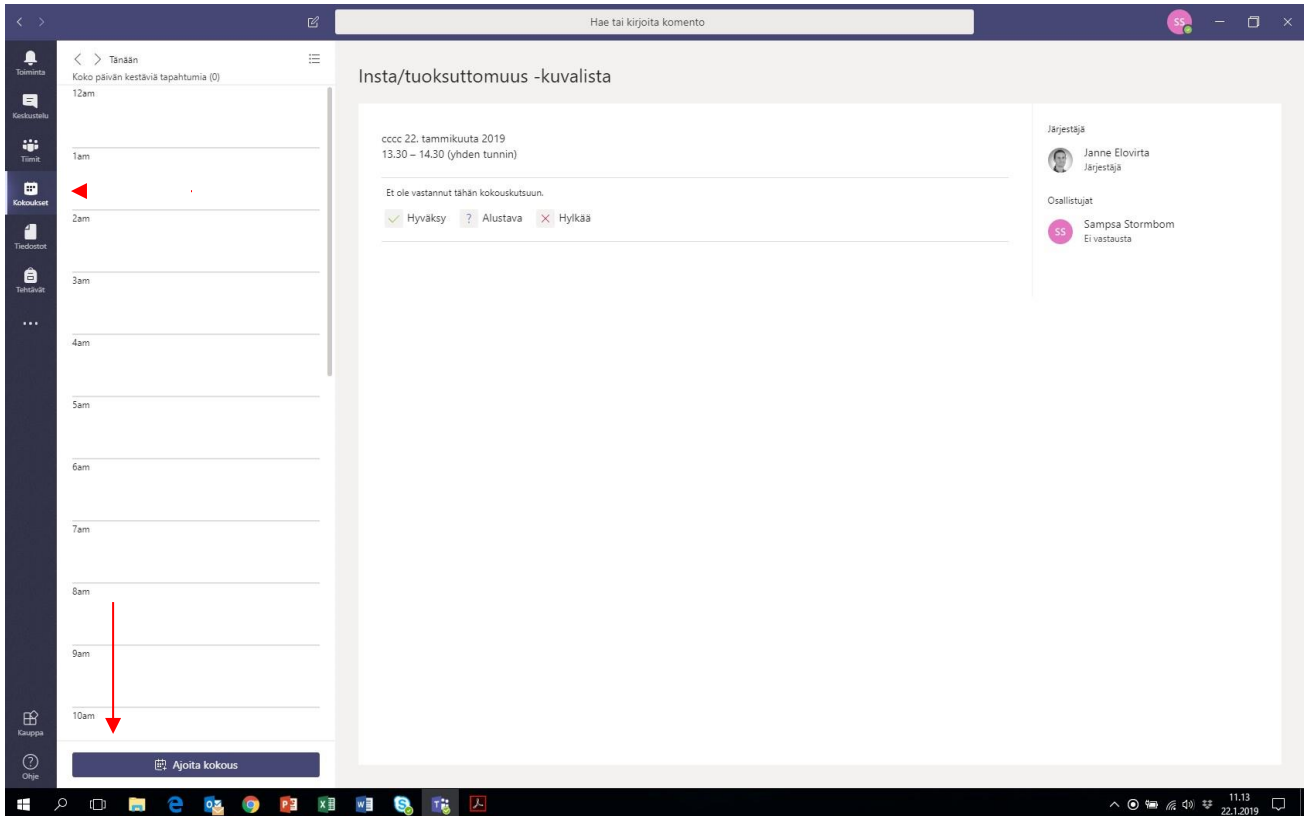 Hae tai kirjoita komento
SS
Toiminta
Keskustelu
Tiimit
Kokoukset
Tiedostot
Tehtävät
Kauppa
Ohje
Tänään
Koko päivän kestäviä tapahtumia (0)
12am
1am
2am
3am
4am
5am
6am
7am
8am
9am
10am
Ajoita kokous
Insta/tuoksuttomuus -kuvalista
cccc 22. tammikuuta 2019
13.30 – 14.30 (yhden tunnin)
Et ole vastannut tähän kokouskutsuun.
Hyväksy ? Alustava Hylkää
Järjestäjä
Janne Elovirta
Järjestäjä
Osallistujat
SS
Sampsa Stormbom
Ei vastausta
11.13
22.1.2019